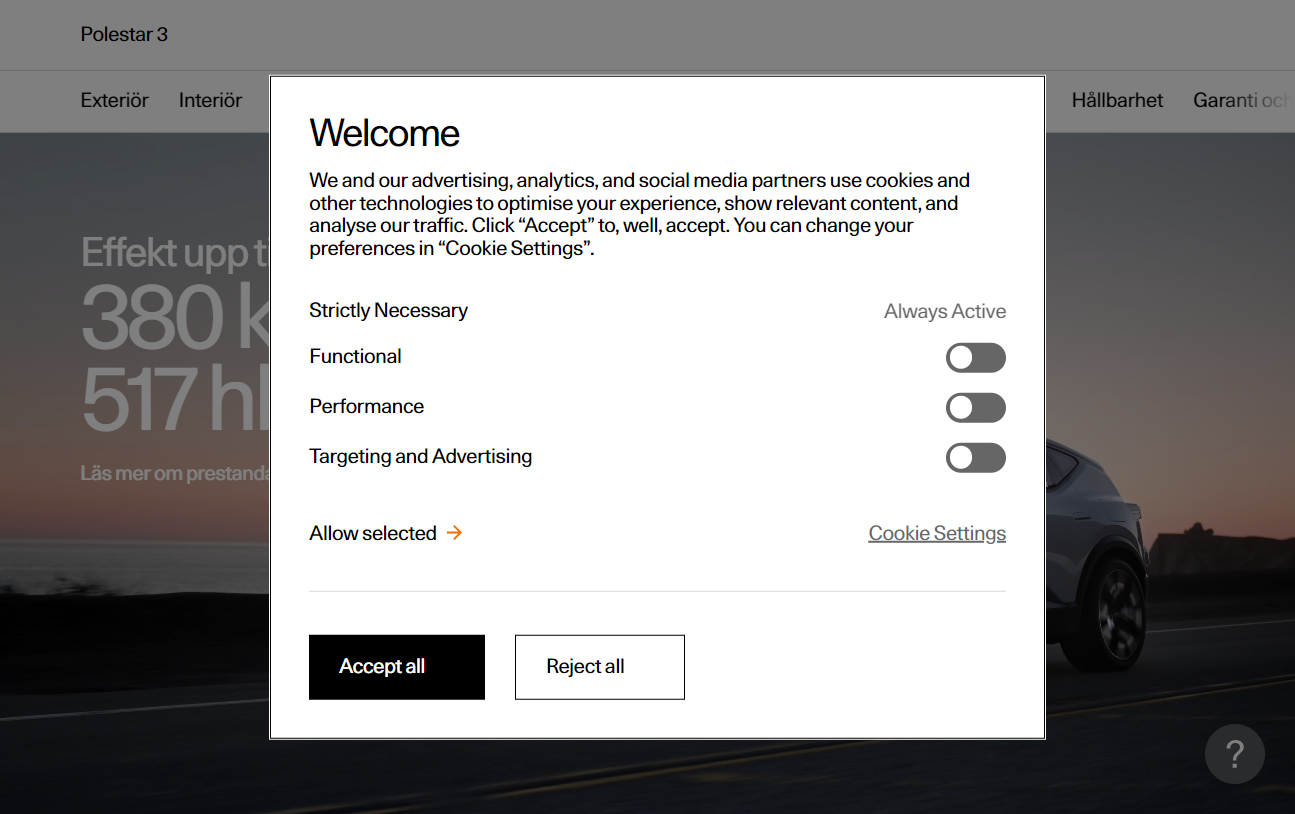 Polestar 3
Exteriör Interiör Hållbarhet Garanti och
Welcome
We and our advertising, analytics, and social media partners use cookies and
other technologies to optimise your experience, show relevant content, and
analyse our traffic. Click “Accept” to, well, accept. You can change your
preferences in “Cookie Settings”.
Effekt upp
380
517
Läs mer om prestanda
Strictly Necessary Always Active
Functional
Performance
Targeting and Advertising
Allow selected → Cookie Settings
Accept all Reject all
?